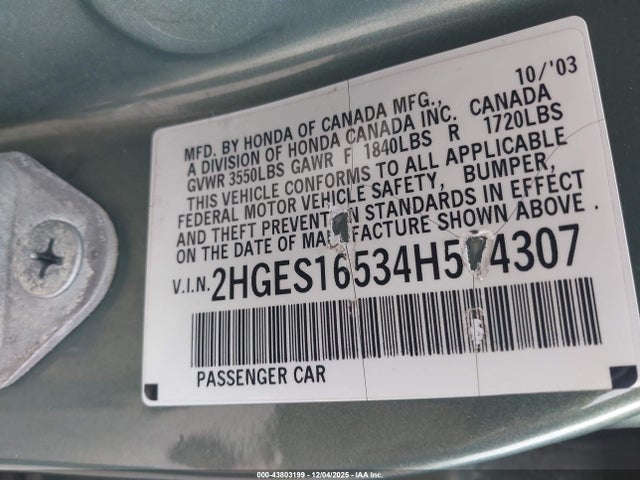 10/'03
MFD. BY HONDA OF CANADA MFG.,
A DIVISION OF HONDA CANADA INC. CANADA
GVWR 3550LBS GAWR F 1840LBS R 1720LBS
THIS VEHICLE CONFORMS TO ALL APPLICABLE
FEDERAL MOTOR VEHICLE SAFETY, BUMPER,
AND THEFT PREVENTION STANDARDS IN EFFECT
ON THE DATE OF MANUFACTURE SHOWN ABOVE.
V.I.N. 2HGES16534H5 4307
PASSENGER CAR
000-43803199 - 12/04/2025 - IAA Inc.